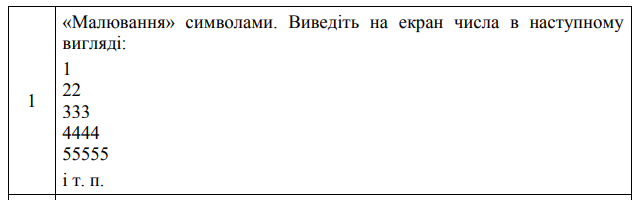 «Малювання» символами. Виведіть на екран числа в наступному
вигляді:
1
1
22
333
4444
55555
і т. п.